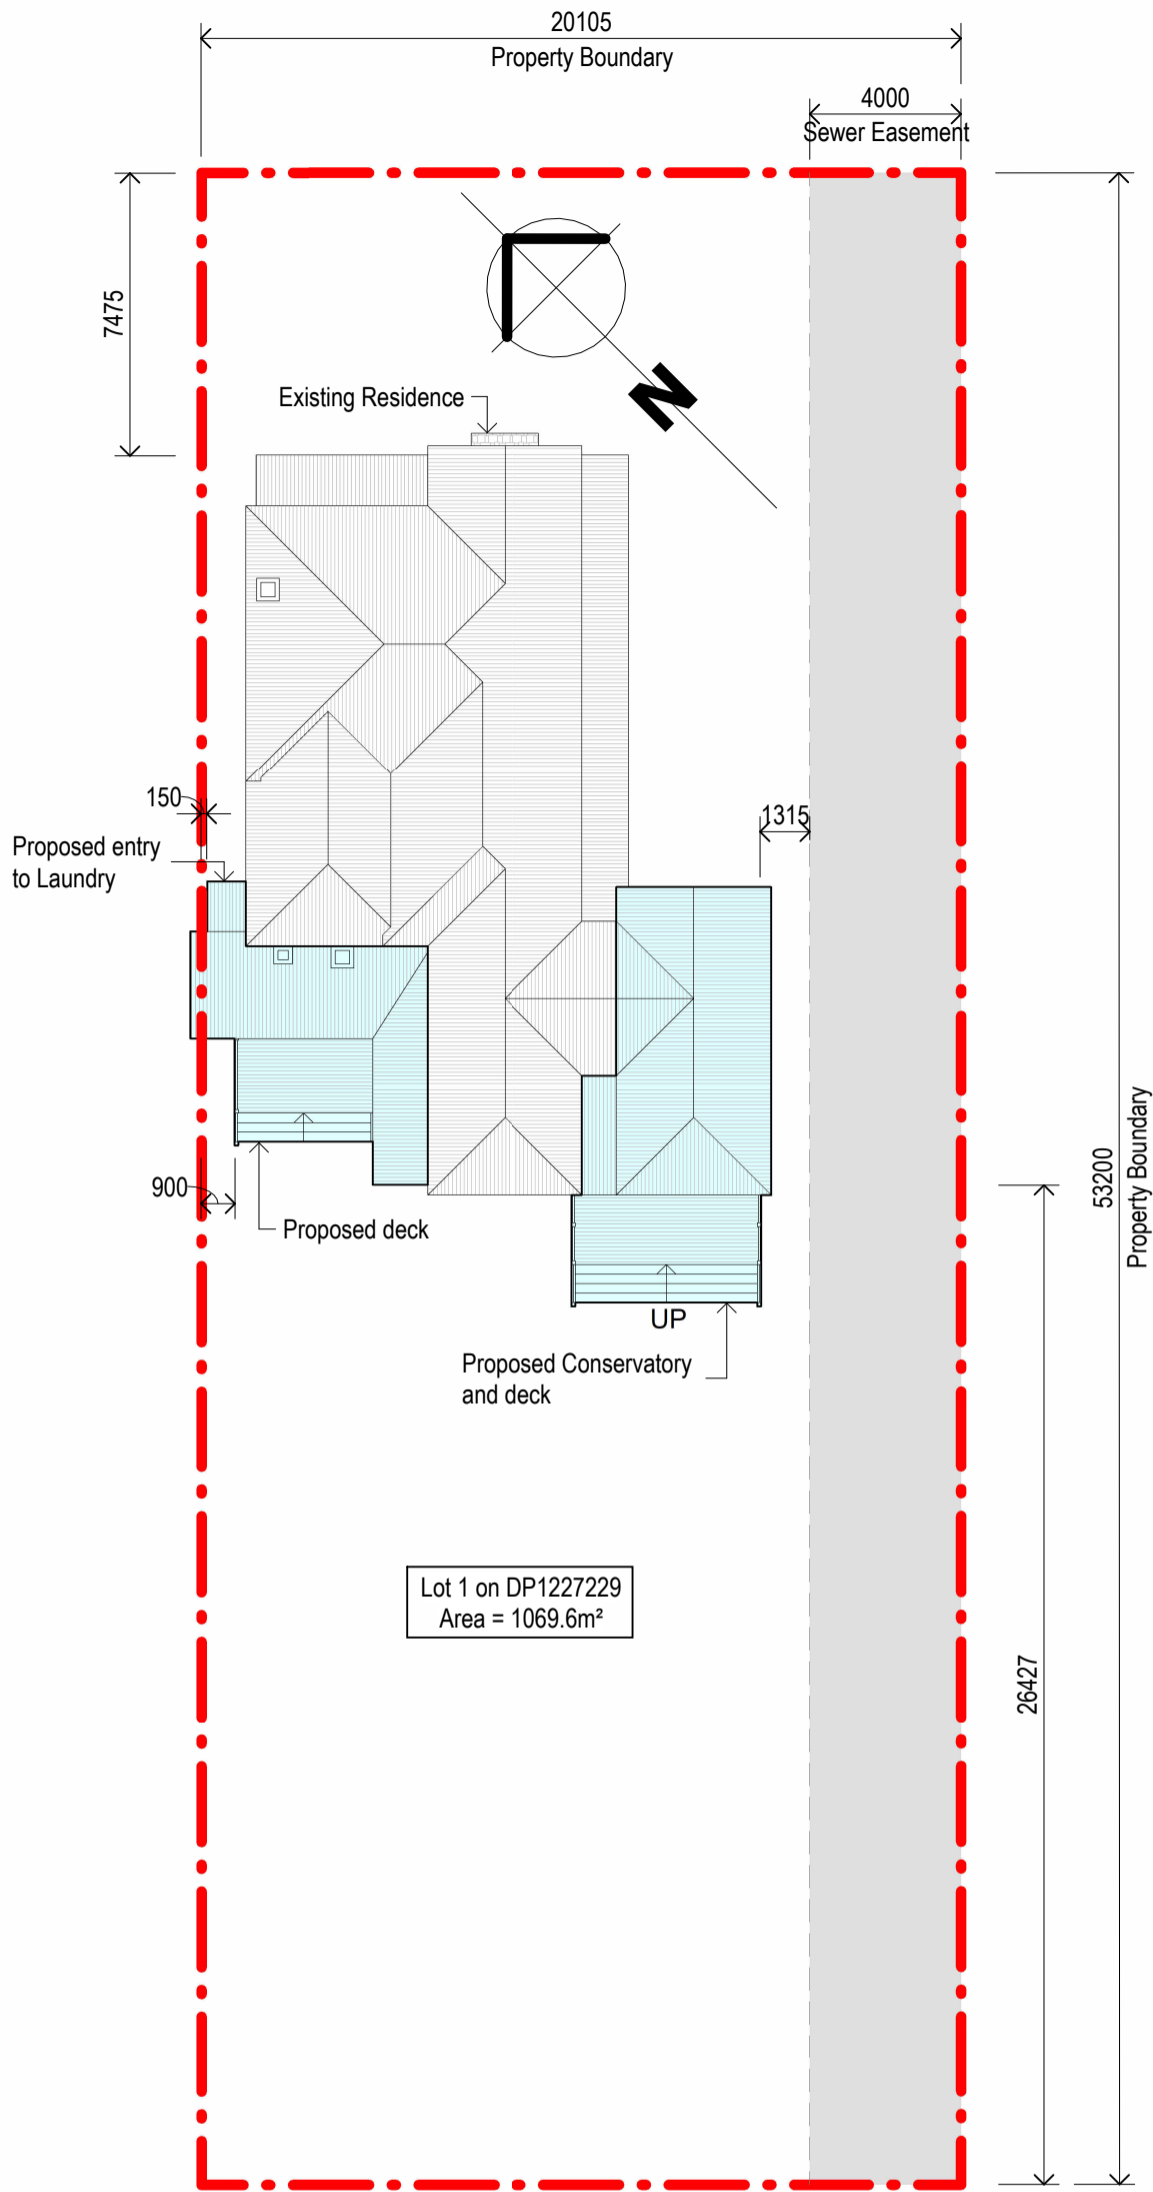 20105
Property Boundary
4000
Sewer Easement
7475
N
Existing Residence
150
1315
Proposed entry
to Laundry
900
Proposed deck
53200
Property Boundary
UP
Proposed Conservatory
and deck
Lot 1 on DP1227229
Area = 1069.6m²
26427